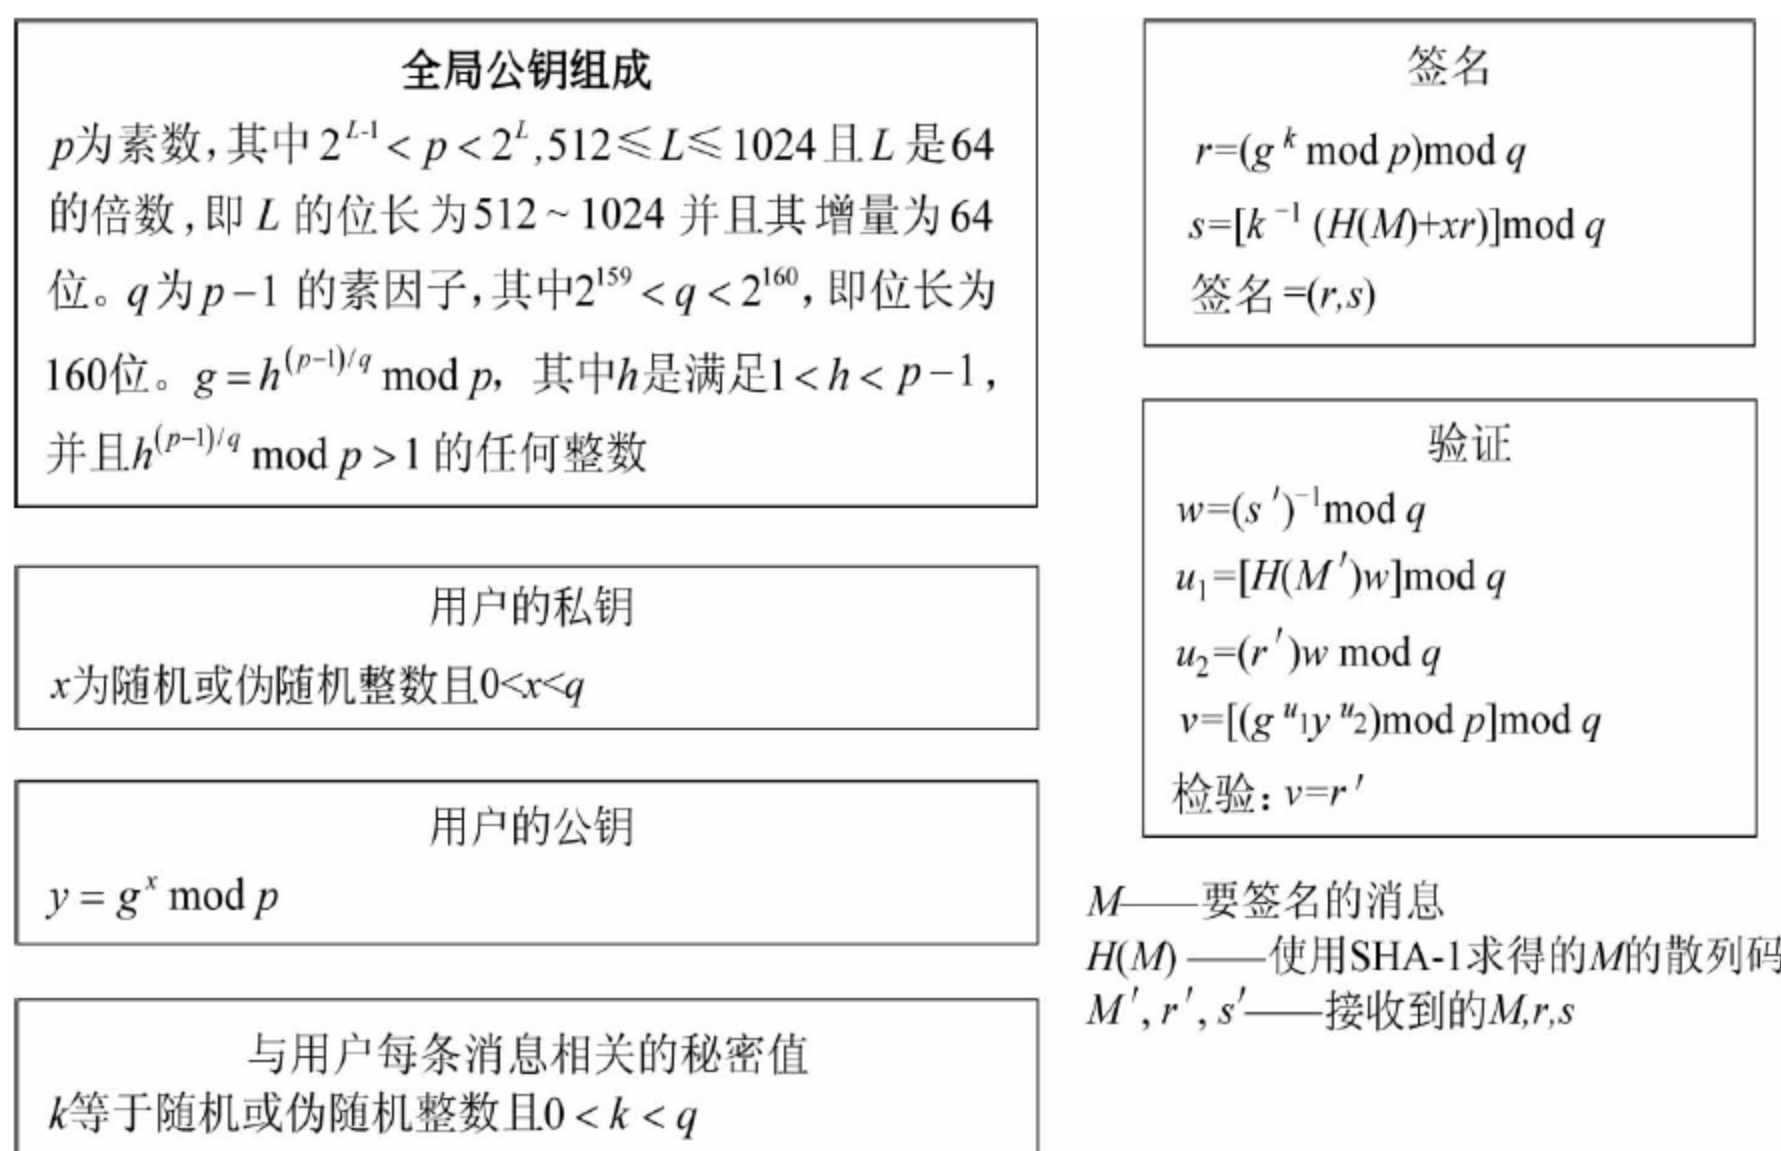 全局公钥组成
p为素数,其中 2^{L-1} < p < 2^{L},512≤L≤1024且L是64
的倍数,即L的位长为512~1024并且其增量为64
位。q为p-1的素因子,其中2^{159} < q < 2^{160},即位长为
160位。g = h^{(p-1)/q} mod p, 其中h是满足1 < h < p-1,
并且h^{(p-1)/q} mod p > 1 的任何整数
用户的私钥
x为随机或伪随机整数且0<x<q
用户的公钥
y = g^{x} mod p
与用户每条消息相关的秘密值
k等于随机或伪随机整数且0 < k < q
签名
r=(g^{k} mod p)mod q
s=[k^{-1} (H(M)+xr)]mod q
签名=(r,s)
验证
w=(s′)^{-1}mod q
u_{1}=[H(M′)w]mod q
u_{2}=(r′)w mod q
v=[(g^{u_1}y^{u_2})mod p]mod q
检验: v=r′
M——要签名的消息
H(M)——使用SHA-1求得的M的散列码
M′, r′, s′——接收到的M,r,s